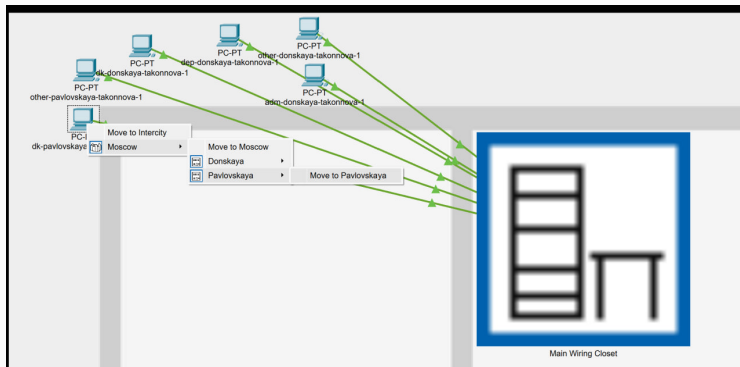 PC-PT
other-donskaya-takonnova-1
PC-PT
dep-donskaya-takonnova-1
PC-PT
dk-donskaya-takonnova-1
PC-PT
adm-donskaya-takonnova-1
PC-PT
other-pavlovskaya-takonnova-1
dk-pavlovskaya
Move to Intercity
Moscow
Move to Moscow
Donskaya
Pavlovskaya
Move to Pavlovskaya
Main Wiring Closet